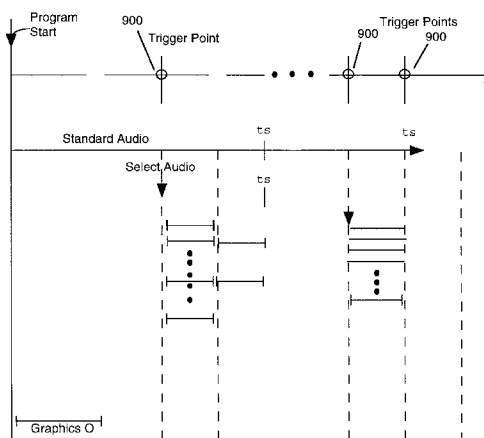 Program
Start
900
Trigger Point
Trigger Points
900
900
Standard Audio
ts
ts
Select Audio
ts
Graphics O